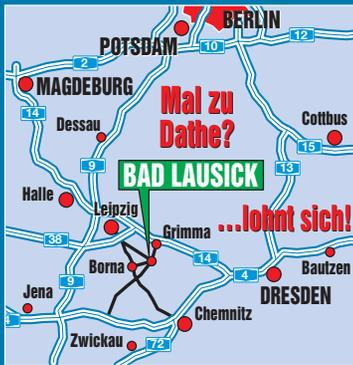 BERLIN
POTSDAM
10
12
2
MAGDEBURG
Mal zu
Dathe?
14
Cottbus
Dessau
15
9
13
BAD LAUSICK
Halle
Leipzig
...lohnt sich!
Grimma
38
14
Borna
4
Bautzen
9
DRESDEN
Jena
4
Chemnitz
Zwickau
72